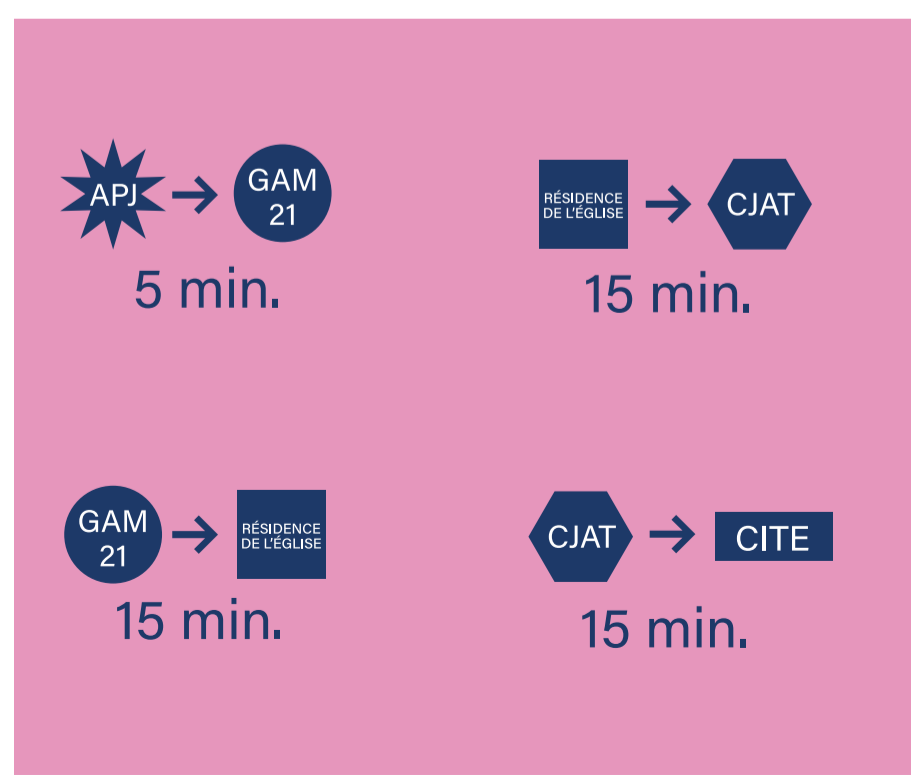 APJ
GAM
21
5 min.
RÉSIDENCE
DE L'ÉGLISE
CJAT
15 min.
GAM
21
RÉSIDENCE
DE L'ÉGLISE
15 min.
CJAT
CITE
15 min.